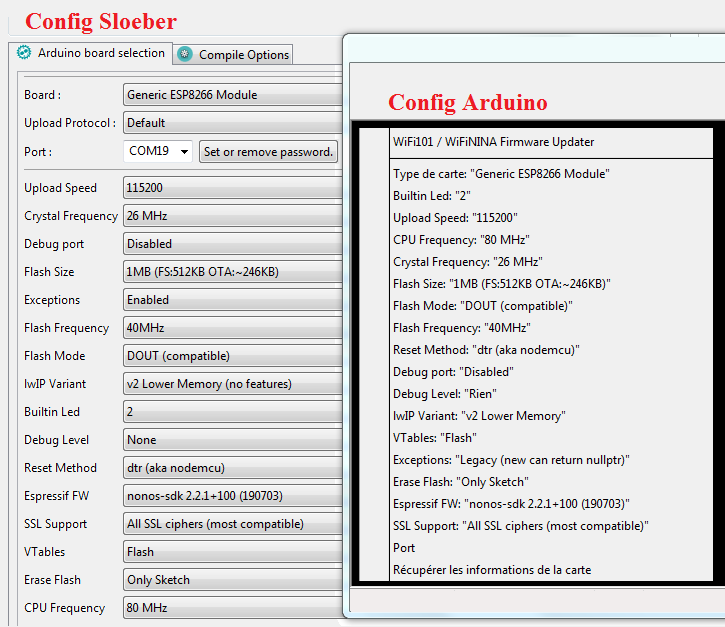 Config Sloeber
Arduino board selection
Compile Options
Board :
Generic ESP8266 Module
Upload Protocol :
Default
Port :
COM19
Set or remove password.
Upload Speed
115200
Crystal Frequency
26 MHz
Debug port
Disabled
Flash Size
1MB (FS:512KB OTA:~246KB)
Exceptions
Enabled
Flash Frequency
40MHz
Flash Mode
DOUT (compatible)
lwIP Variant
v2 Lower Memory (no features)
Builtin Led
2
Debug Level
None
Reset Method
dtr (aka nodemcu)
Espressif FW
nonos-sdk 2.2.1+100 (190703)
SSL Support
All SSL ciphers (most compatible)
VTables
Flash
Erase Flash
Only Sketch
CPU Frequency
80 MHz
Config Arduino
WiFi101 / WiFiNINA Firmware Updater
Type de carte: "Generic ESP8266 Module"
Builtin Led: "2"
Upload Speed: "115200"
CPU Frequency: "80 MHz"
Crystal Frequency: "26 MHz"
Flash Size: "1MB (FS:512KB OTA:~246KB)"
Flash Mode: "DOUT (compatible)"
Flash Frequency: "40MHz"
Reset Method: "dtr (aka nodemcu)"
Debug port: "Disabled"
Debug Level: "Rien"
lwIP Variant: "v2 Lower Memory"
VTables: "Flash"
Exceptions: "Legacy (new can return nullptr)"
Erase Flash: "Only Sketch"
Espressif FW: "nonos-sdk 2.2.1+100 (190703)"
SSL Support: "All SSL ciphers (most compatible)"
Port
Récupérer les informations de la carte